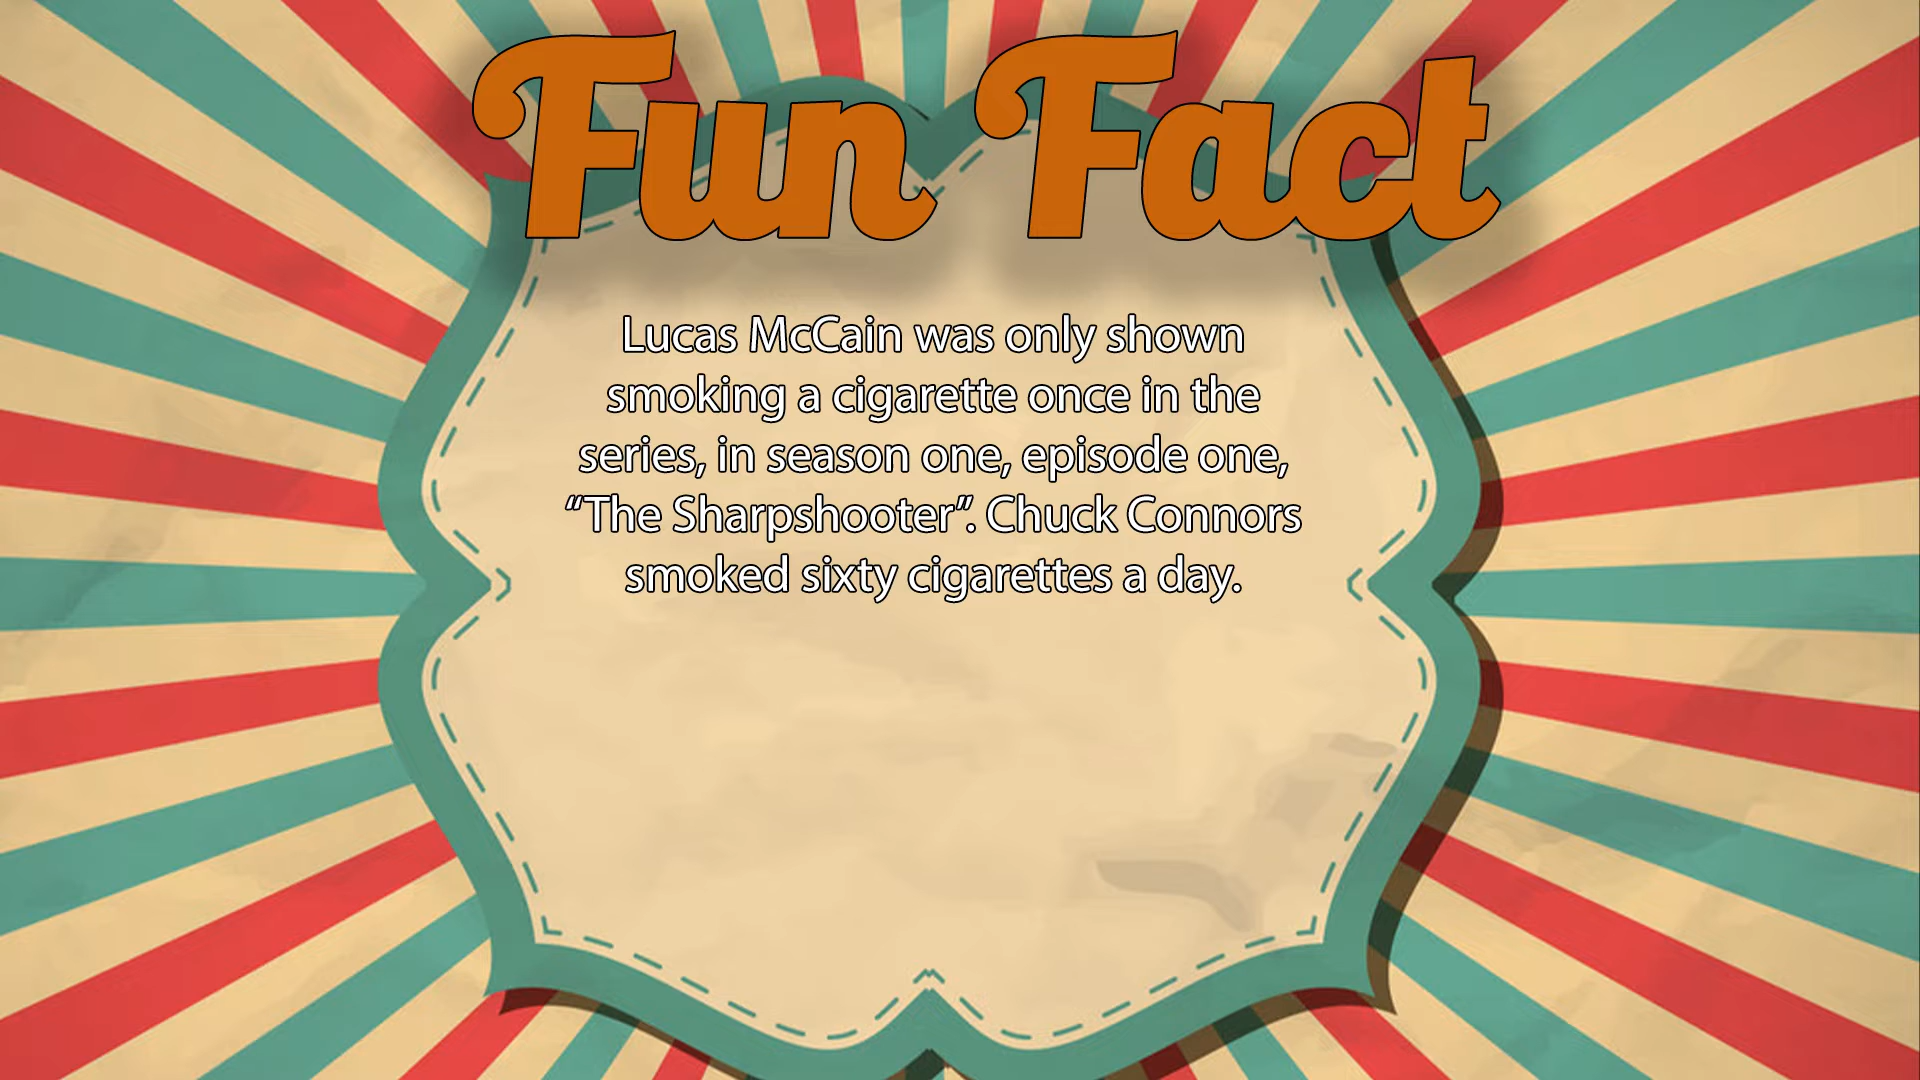 Fun Fact
Lucas McCain was only shown
smoking a cigarette once in the
series, in season one, episode one,
“The Sharpshooter”. Chuck Connors
smoked sixty cigarettes a day.